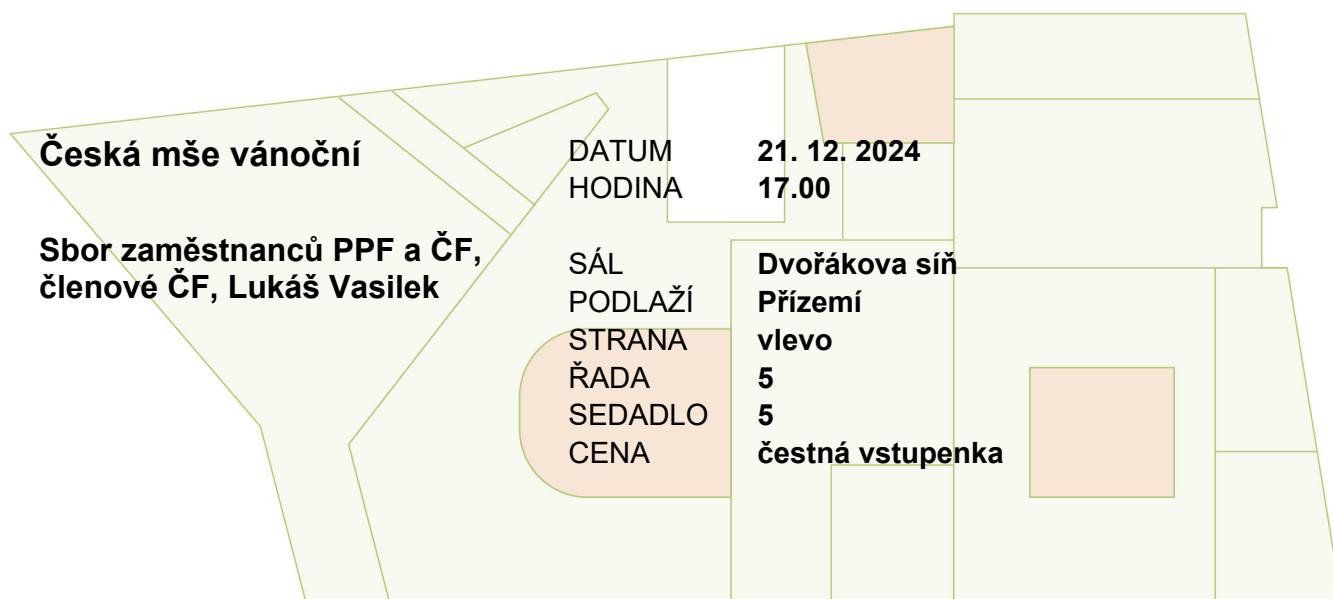 Česká mše vánoční
Sbor zaměstnanců PPF a ČF,
členové ČF, Lukáš Vasilek
DATUM 21. 12. 2024
HODINA 17.00
SÁL Dvořákova síň
PODLAŽÍ Přízemí
STRANA vlevo
ŘADA 5
SEDADLO 5
CENA čestná vstupenka